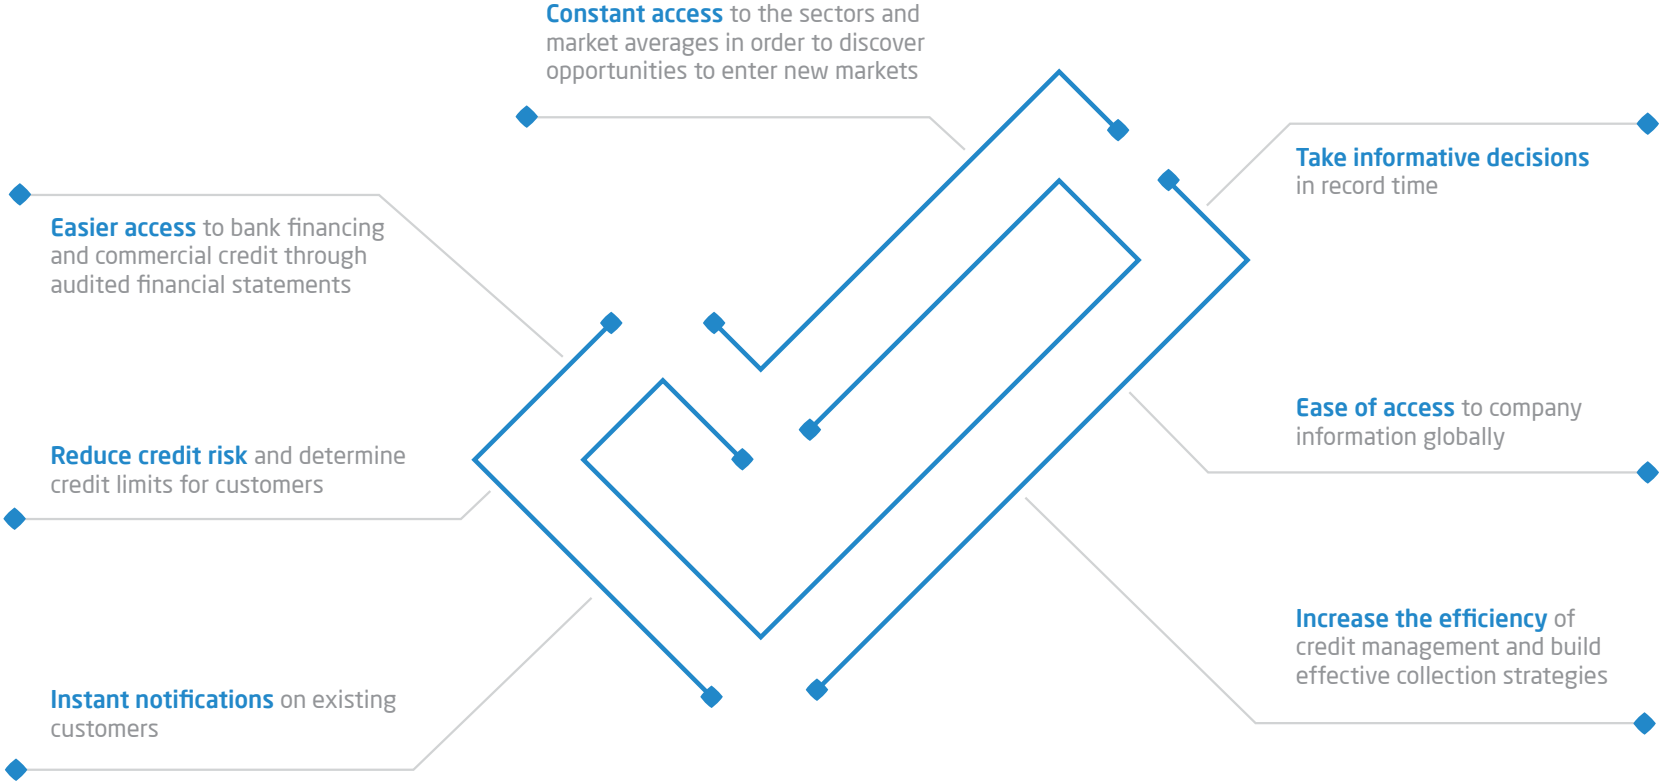 Constant access to the sectors and
market averages in order to discover
opportunities to enter new markets
Easier access to bank financing
and commercial credit through
audited financial statements
Reduce credit risk and determine
credit limits for customers
Instant notifications on existing
customers
Take informative decisions
in record time
Ease of access to company
information globally
Increase the efficiency of
credit management and build
effective collection strategies